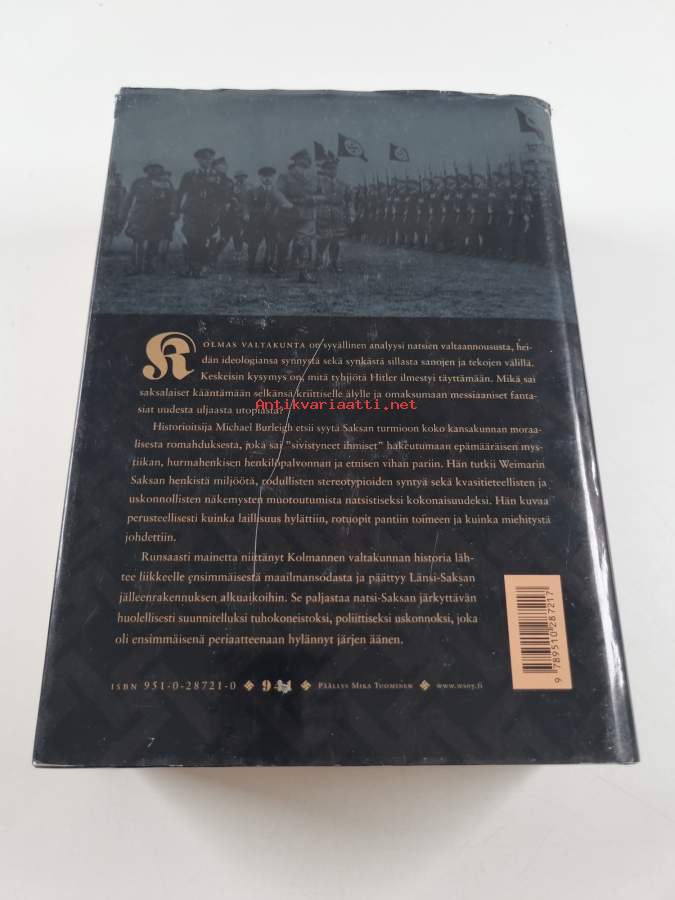 KOLMAS VALTAKUNTA on syvällinen analyysi natsien valtaannoususta, hei-
dän ideologiansa synnystä sekä synkästä sillasta sanojen ja tekojen välillä.
Keskeisin kysymys on, mitä tyhjiötä Hitler ilmestyi täyttämään. Mikä sai
saksalaiset kääntämään selkänsä kriittiselle älylle ja omaksumaan messiaaniset fanta-
siat uudesta uljaasta utopiasta?
Antikvariaatti.net
Historioitsija Michael Burleigh etsii syytä Saksan turmioon koko kansakunnan moraa-
lisesta romahduksesta, joka sai "sivistyneet ihmiset" hakeutumaan epämääräisen mys-
tiikan, hurmahenkisen henkilöpalvonnan ja etnisen vihan pariin. Hän tutkii Weimarin
Saksan henkistä miljöötä, rodullisten stereotypioiden syntyä sekä kvasitieteellisten ja
uskonnollisten näkemysten muotoutumista natsistiseksi kokonaisuudeksi. Hän kuvaa
perusteellisesti kuinka laillisuus hylättiin, rotuopit pantiin toimeen ja kuinka miehitystä
johdettiin.
Runsaasti mainetta niittänyt Kolmannen valtakunnan historia läh-
tee liikkeelle ensimmäisestä maailmansodasta ja päättyy Länsi-Saksan
jälleenrakennuksen alkuaikoihin. Se paljastaa natsi-Saksan järkyttävän
huolellisesti suunnitelluksi tuhokoneistoksi, poliittiseksi uskonnoksi, joka
oli ensimmäisenä periaatteenaan hylännyt järjen äänen.
ISBN 951-0-28721-0 PÄÄLLYS MIKA TUOMINEN www.wsoy.fi
9 789510 287217